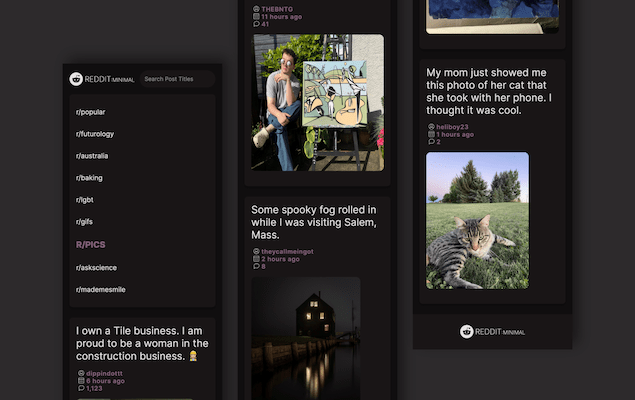 REDDIT:MINIMAL
Search Post Titles
r/popular
r/futurology
r/australia
r/baking
r/lgbt
r/gifs
R/PICS
r/askscience
r/mademesmile
I own a Tile business. I am
proud to be a woman in the
construction business. 👷‍♀️
dippindottt
6 hours ago
1,123
THEBNTG
11 hours ago
41
Some spooky fog rolled in
while I was visiting Salem,
Mass.
theycallmeingot
2 hours ago
8
My mom just showed me
this photo of her cat that
she took with her phone. I
thought it was cool.
hellboy23
1 hours ago
2
REDDIT:MINIMAL